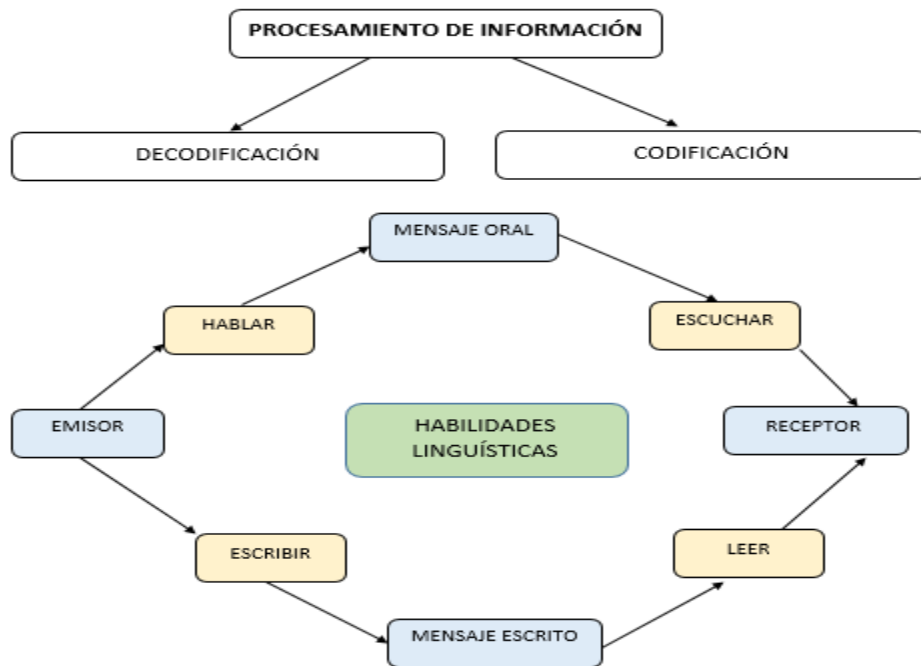 PROCESAMIENTO DE INFORMACIÓN
DECODIFICACIÓN
CODIFICACIÓN
MENSAJE ORAL
HABLAR
ESCUCHAR
EMISOR
HABILIDADES
LINGUÍSTICAS
RECEPTOR
ESCRIBIR
LEER
MENSAJE ESCRITO